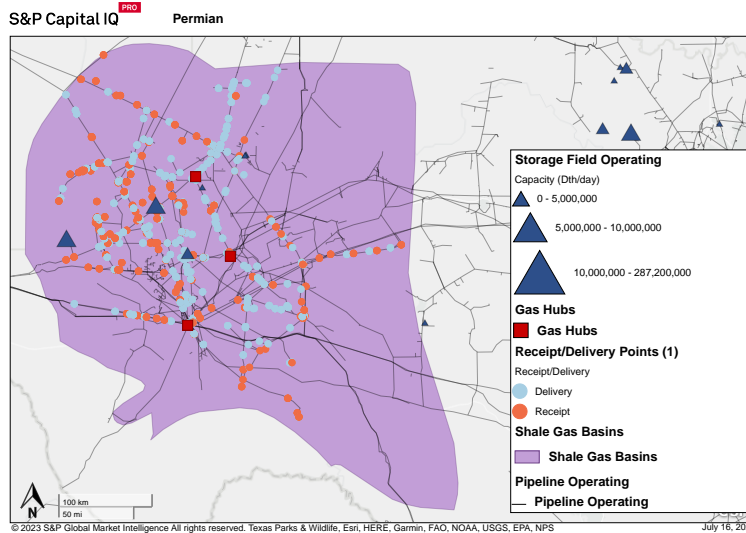 S&P Capital IQ PRO
Permian
Storage Field Operating
Capacity (Dth/day)
0 - 5,000,000
5,000,000 - 10,000,000
10,000,000 - 287,200,000
Gas Hubs
Gas Hubs
Receipt/Delivery Points (1)
Receipt/Delivery
Delivery
Receipt
Shale Gas Basins
Shale Gas Basins
Pipeline Operating
Pipeline Operating
N
100 km
50 mi
© 2023 S&P Global Market Intelligence All rights reserved. Texas Parks & Wildlife, Esri, HERE, Garmin, FAO, NOAA, USGS, EPA, NPS
July 16, 20